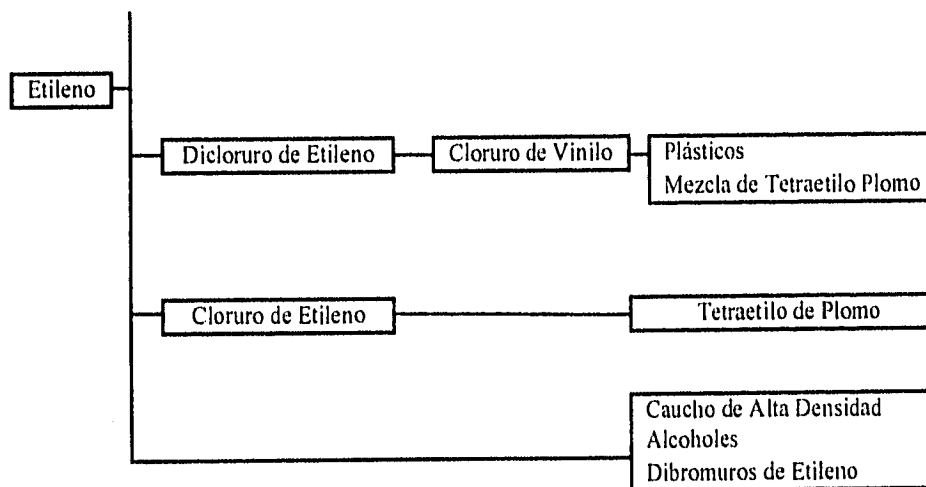 Etileno
Dicloruro de Etileno
Cloruro de Vinilo
Plásticos
Mezcla de Tetraetilo Plomo
Cloruro de Etileno
Tetraetilo de Plomo
Caucho de Alta Densidad
Alcoholes
Dibromuros de Etileno